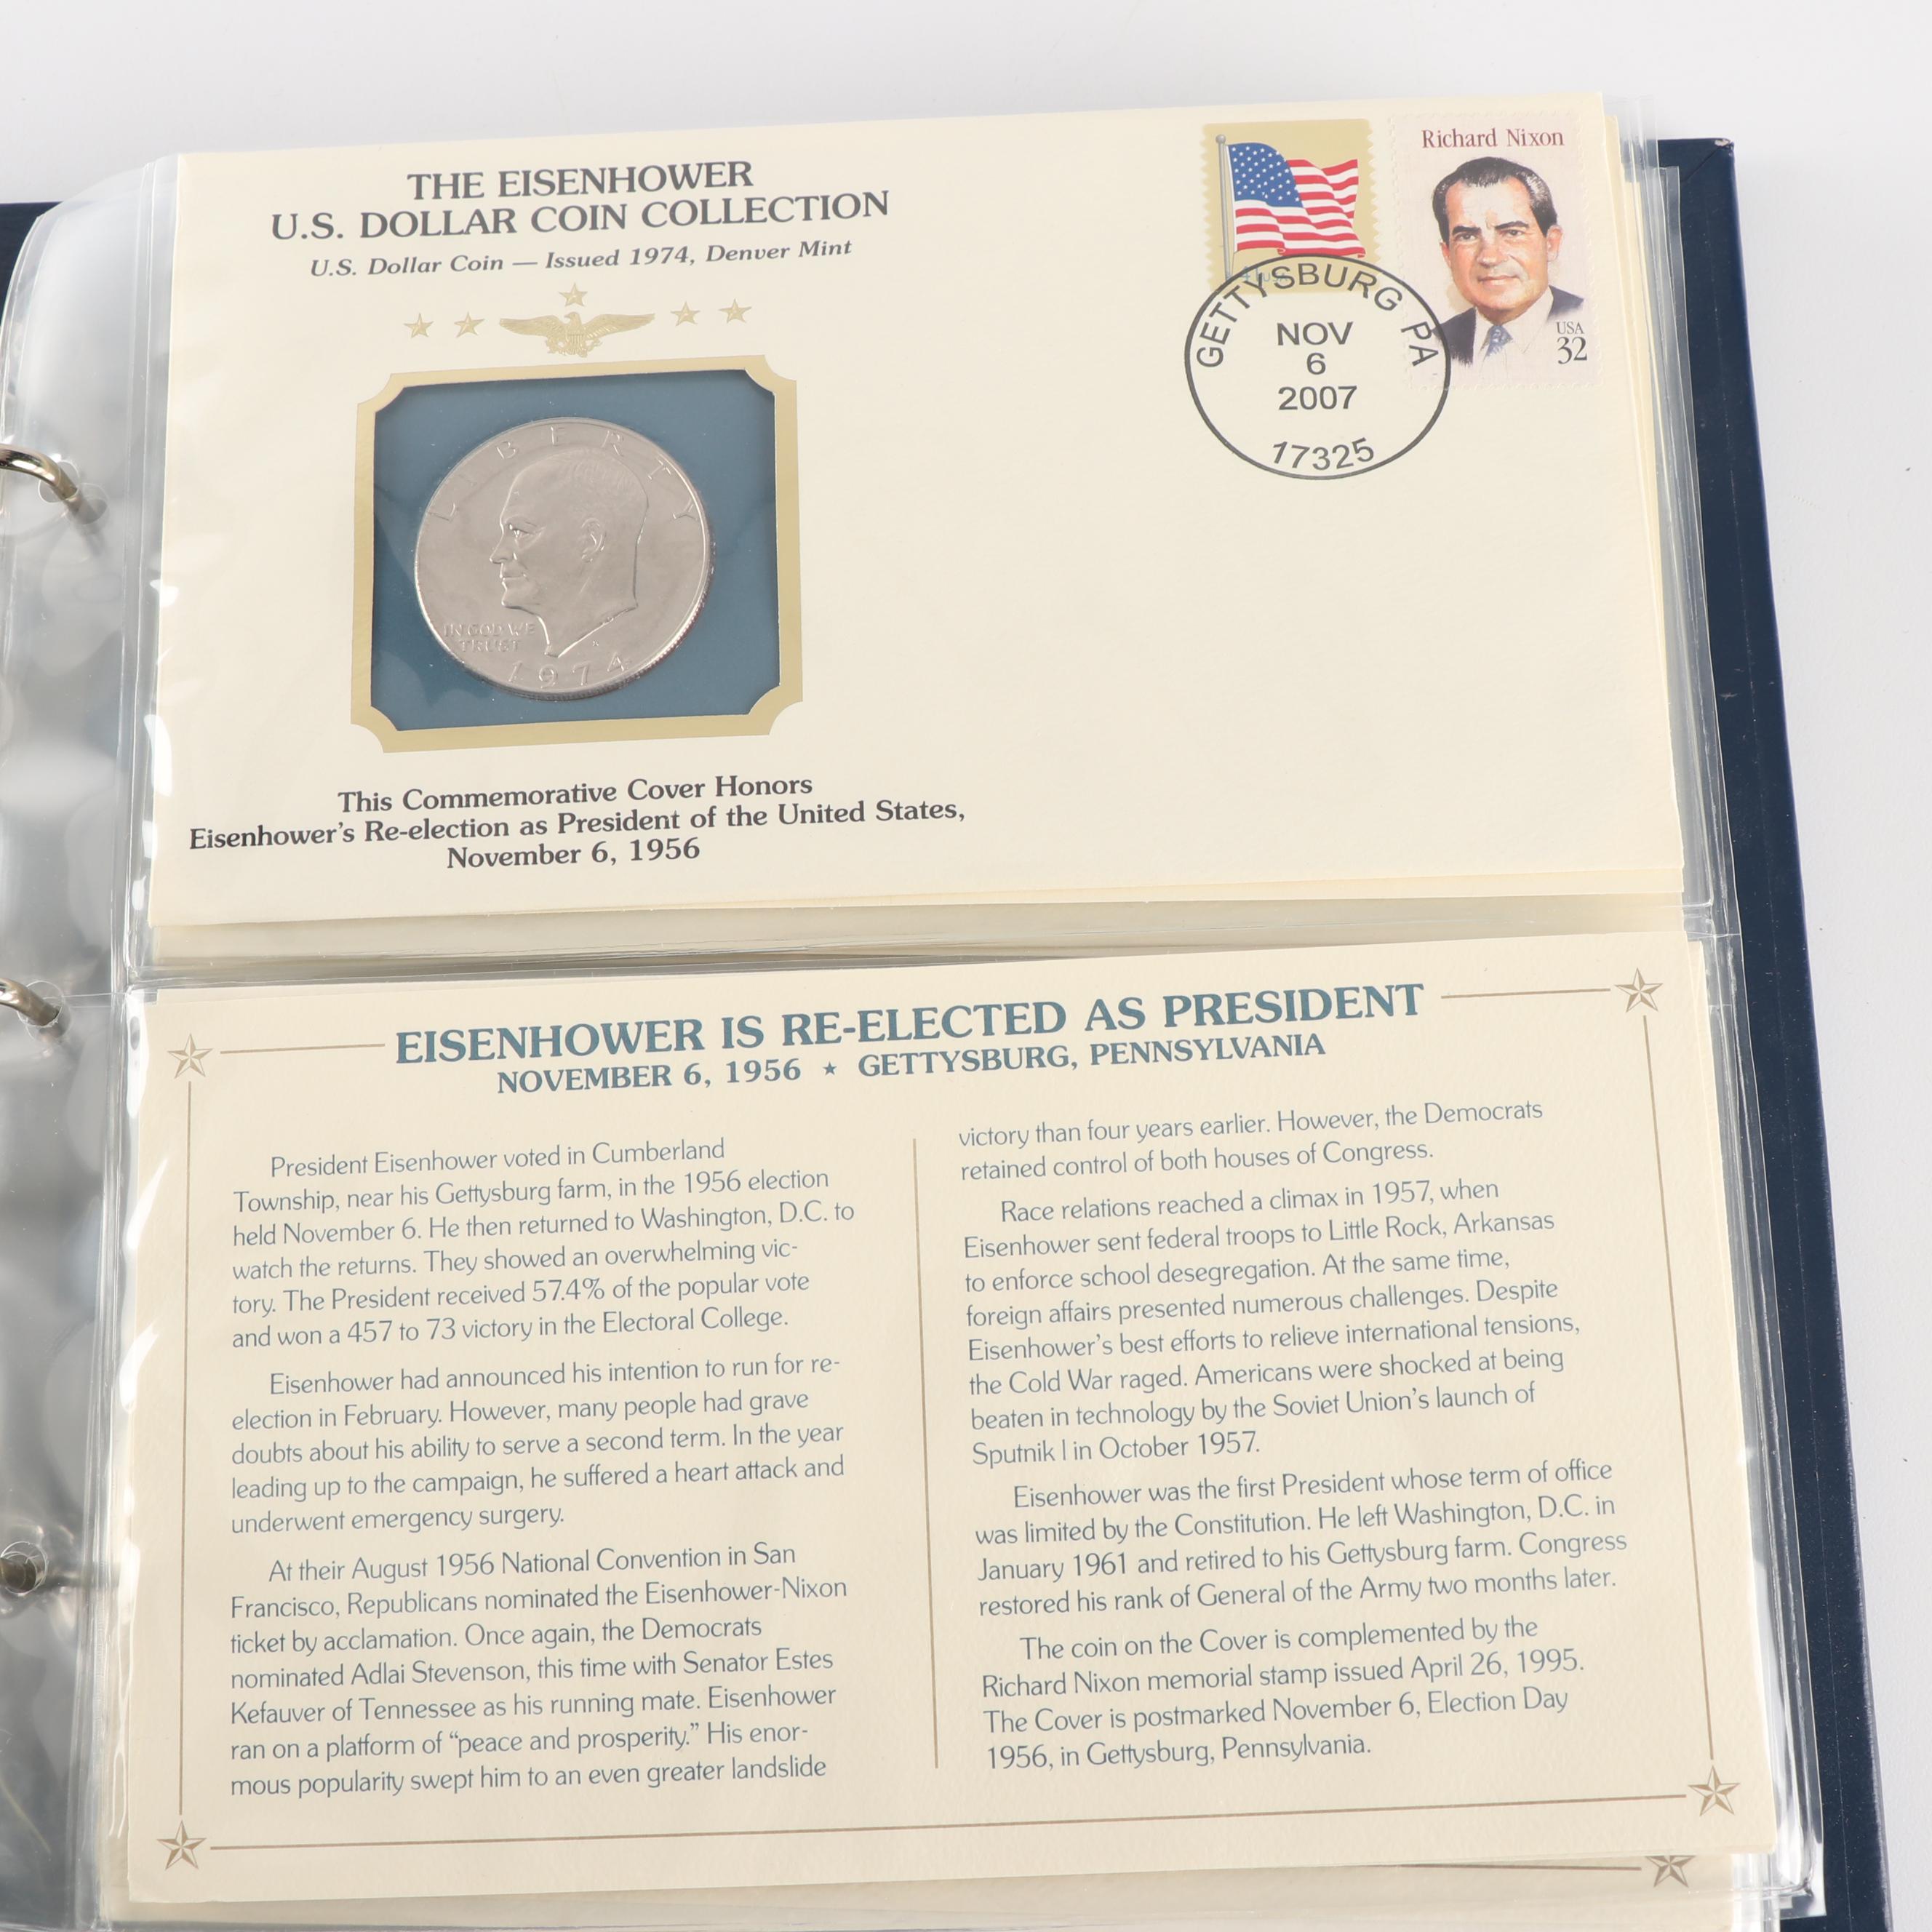 THE EISENHOWER
U.S. DOLLAR COIN COLLECTION
U.S. Dollar Coin — Issued 1974, Denver Mint
LIBERTY
IN GOD WE
TRUST
1974
This Commemorative Cover Honors
Eisenhower's Re-election as President of the United States,
November 6, 1956
Richard Nixon
USA
32
GETTYSBURG PA
NOV
6
2007
17325
EISENHOWER IS RE-ELECTED AS PRESIDENT
NOVEMBER 6, 1956 ★ GETTYSBURG, PENNSYLVANIA
President Eisenhower voted in Cumberland
Township, near his Gettysburg farm, in the 1956 election
held November 6. He then returned to Washington, D.C. to
watch the returns. They showed an overwhelming vic-
tory. The President received 57.4% of the popular vote
and won a 457 to 73 victory in the Electoral College.
Eisenhower had announced his intention to run for re-
election in February. However, many people had grave
doubts about his ability to serve a second term. In the year
leading up to the campaign, he suffered a heart attack and
underwent emergency surgery.
At their August 1956 National Convention in San
Francisco, Republicans nominated the Eisenhower-Nixon
ticket by acclamation. Once again, the Democrats
nominated Adlai Stevenson, this time with Senator Estes
Kefauver of Tennessee as his running mate. Eisenhower
ran on a platform of “peace and prosperity.” His enor-
mous popularity swept him to an even greater landslide
victory than four years earlier. However, the Democrats
retained control of both houses of Congress.
Race relations reached a climax in 1957, when
Eisenhower sent federal troops to Little Rock, Arkansas
to enforce school desegregation. At the same time,
foreign affairs presented numerous challenges. Despite
Eisenhower's best efforts to relieve international tensions,
the Cold War raged. Americans were shocked at being
beaten in technology by the Soviet Union's launch of
Sputnik I in October 1957.
Eisenhower was the first President whose term of office
was limited by the Constitution. He left Washington, D.C. in
January 1961 and retired to his Gettysburg farm. Congress
restored his rank of General of the Army two months later.
The coin on the Cover is complemented by the
Richard Nixon memorial stamp issued April 26, 1995.
The Cover is postmarked November 6, Election Day
1956, in Gettysburg, Pennsylvania.